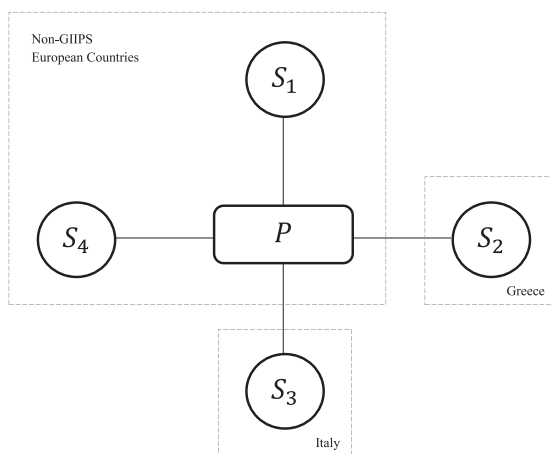 Non-GIIPS
European Countries
S₁
S₄
P
S₂
Greece
S₃
Italy